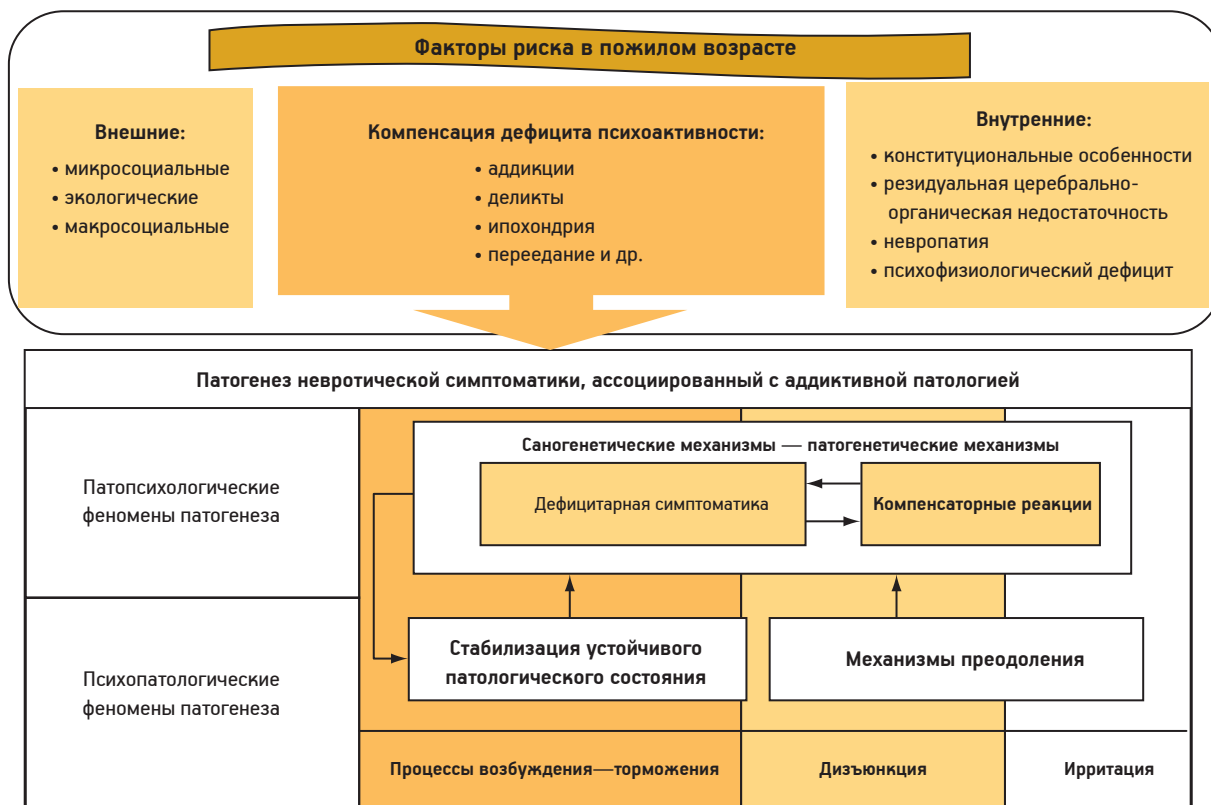 Факторы риска в пожилом возрасте
Внешние:
• микросоциальные
• экологические
• макросоциальные
Компенсация дефицита психоактивности:
• аддикции
• деликты
• ипохондрия
• переедание и др.
Внутренние:
• конституциональные особенности
• резидуальная церебрально-
органическая недостаточность
• невропатия
• психофизиологический дефицит
Патогенез невротической симптоматики, ассоциированный с аддиктивной патологией
Патопсихологические
феномены патогенеза
Саногенетические механизмы — патогенетические механизмы
Дефицитарная симптоматика
Компенсаторные реакции
Психопатологические
феномены патогенеза
Стабилизация устойчивого
патологического состояния
Механизмы преодоления
Процессы возбуждения—торможения
Дизъюнкция
Ирритация